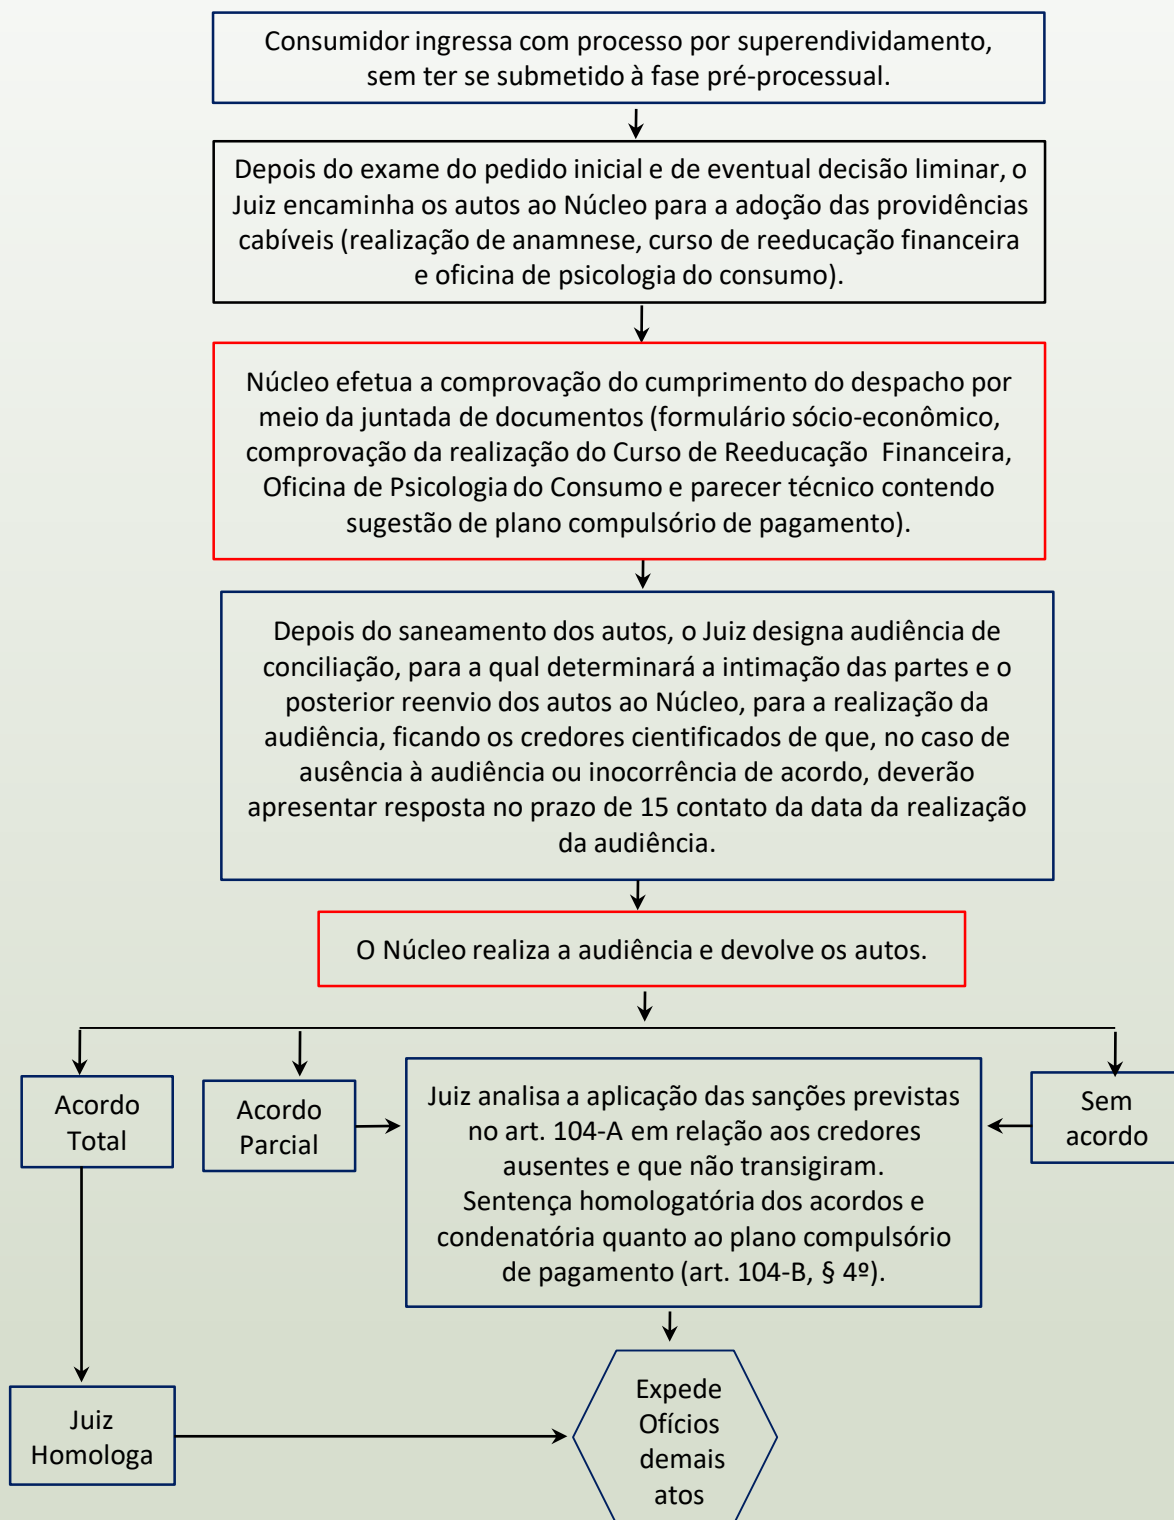 Consumidor ingressa com processo por superendividamento,
sem ter se submetido à fase pré-processual.
Depois do exame do pedido inicial e de eventual decisão liminar, o
Juiz encaminha os autos ao Núcleo para a adoção das providências
cabíveis (realização de anamnese, curso de reeducação financeira
e oficina de psicologia do consumo).
Núcleo efetua a comprovação do cumprimento do despacho por
meio da juntada de documentos (formulário sócio-econômico,
comprovação da realização do Curso de Reeducação Financeira,
Oficina de Psicologia do Consumo e parecer técnico contendo
sugestão de plano compulsório de pagamento).
Depois do saneamento dos autos, o Juiz designa audiência de
conciliação, para a qual determinará a intimação das partes e o
posterior reenvio dos autos ao Núcleo, para a realização da
audiência, ficando os credores cientificados de que, no caso de
ausência à audiência ou inocorrência de acordo, deverão
apresentar resposta no prazo de 15 contato da data da realização
da audiência.
O Núcleo realiza a audiência e devolve os autos.
Acordo
Total
Acordo
Parcial
Juiz analisa a aplicação das sanções previstas
no art. 104-A em relação aos credores
ausentes e que não transigiram.
Sentença homologatória dos acordos e
condenatória quanto ao plano compulsório
de pagamento (art. 104-B, § 4º).
Sem
acordo
Juiz
Homologa
Expede
Ofícios
demais
atos